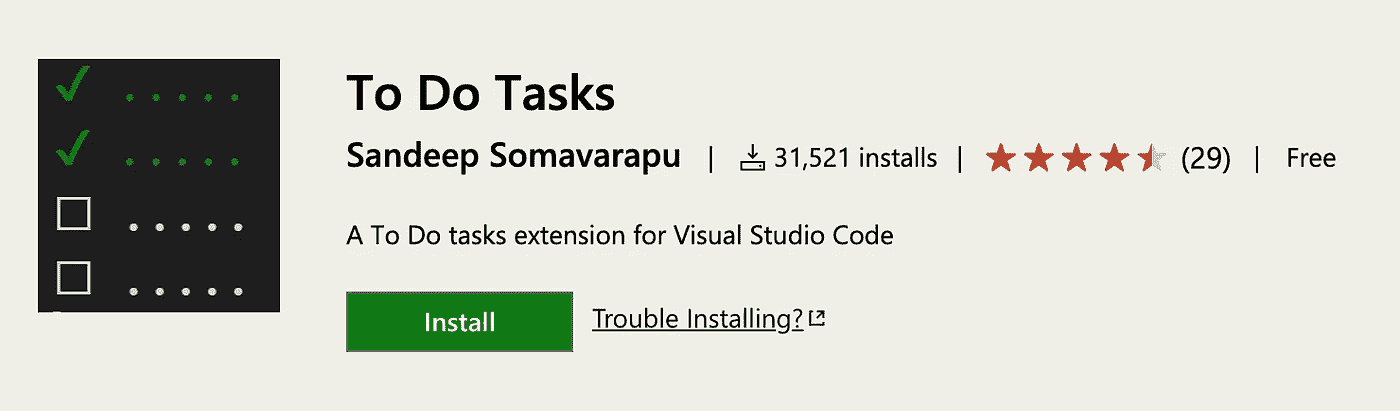 To Do Tasks
Sandeep Somavarapu | 31,521 installs | (29) | Free
A To Do tasks extension for Visual Studio Code
Install Trouble Installing?